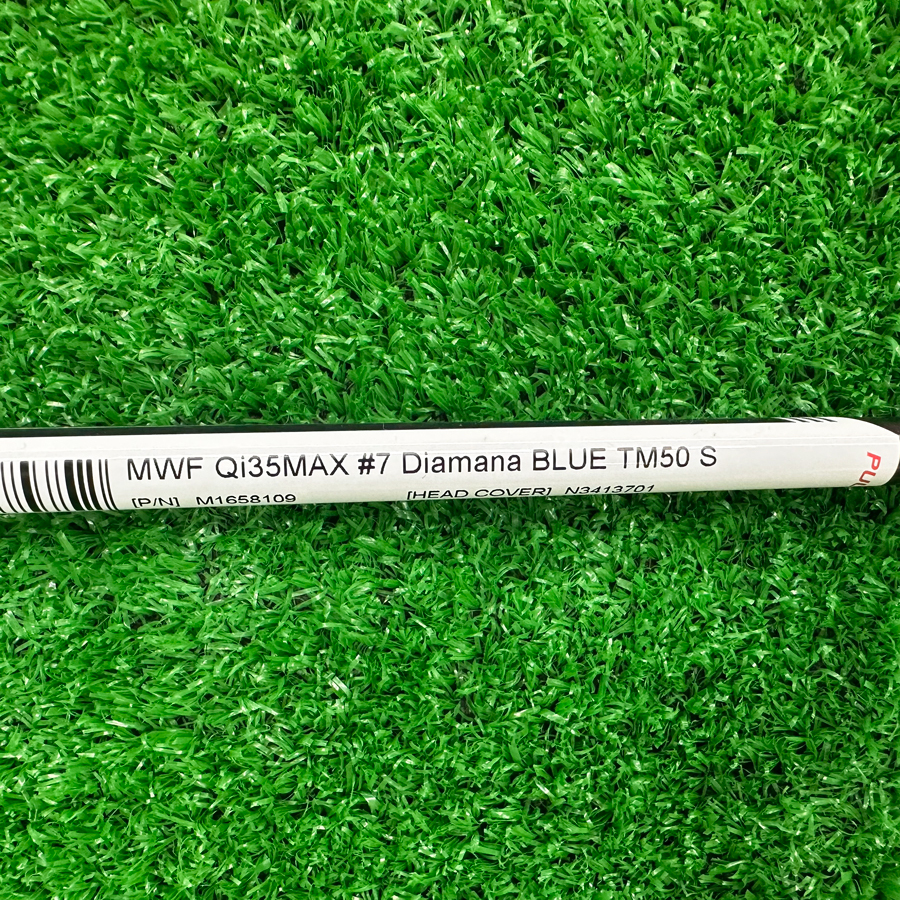 MWF Qi35MAX #7 Diamana BLUE TM50 S
[P/N] M1658109 [HEAD COVER] N3413701